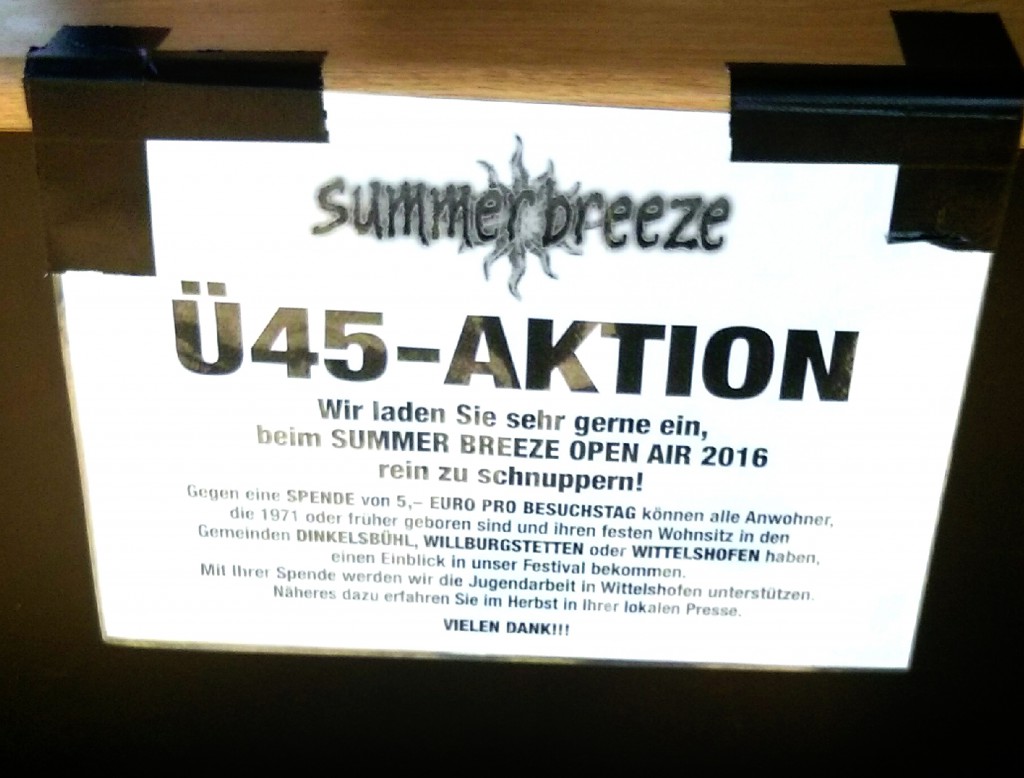 summerbreeze
Ü45-AKTION
Wir laden Sie sehr gerne ein,
beim SUMMER BREEZE OPEN AIR 2016
rein zu schnuppern!
Gegen eine SPENDE von 5,– EURO PRO BESUCHSTAG können alle Anwohner,
die 1971 oder früher geboren sind und ihren festen Wohnsitz in den
Gemeinden DINKELSBÜHL, WILLBURGSTETTEN oder WITTELSHOFEN haben,
einen Einblick in unser Festival bekommen.
Mit Ihrer Spende werden wir die Jugendarbeit in Wittelshofen unterstützen.
Näheres dazu erfahren Sie im Herbst in Ihrer lokalen Presse.
VIELEN DANK!!!